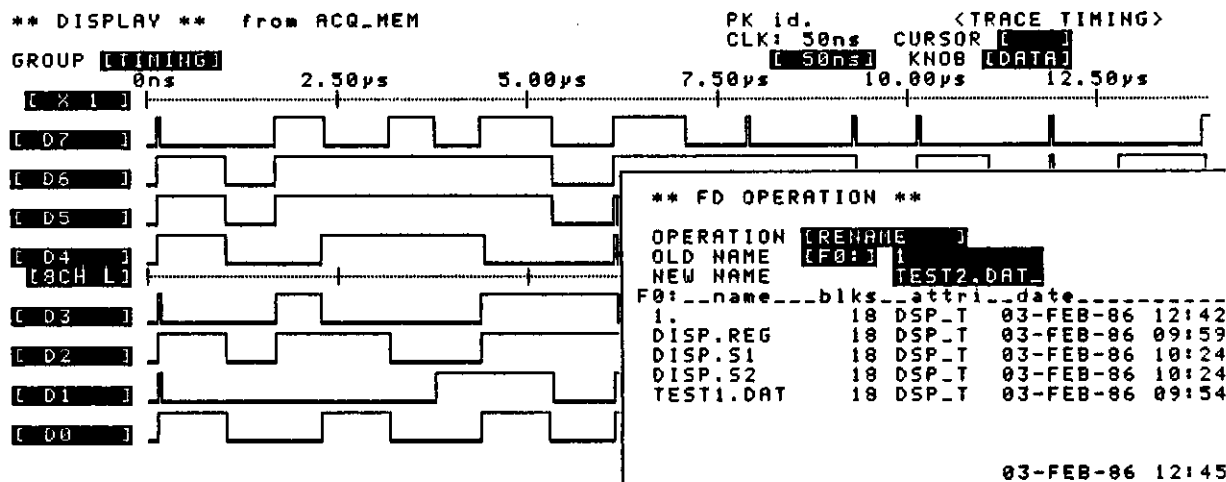 ** DISPLAY ** from ACQ_MEM PK id. <TRACE TIMING>
CLK: 50ns CURSOR [ ]
GROUP [TIMING] [ 50ns] KNOB [DATA]
0ns 2.50µs 5.00µs 7.50µs 10.00µs 12.50µs
[ X 1 ]
[ D7 ]
[ D6 ]
[ D5 ]
[ D4 ]
[8CH L]
[ D3 ]
[ D2 ]
[ D1 ]
[ D0 ]
** FD OPERATION **
OPERATION [RENAME ]
OLD NAME [F0:] 1
NEW NAME TEST2.DAT_
F0:__name___blks__attri__date__________
1. 18 DSP_T 03-FEB-86 12:42
DISP.REG 18 DSP_T 03-FEB-86 09:59
DISP.S1 18 DSP_T 03-FEB-86 10:24
DISP.S2 18 DSP_T 03-FEB-86 10:24
TEST1.DAT 18 DSP_T 03-FEB-86 09:54
03-FEB-86 12:45